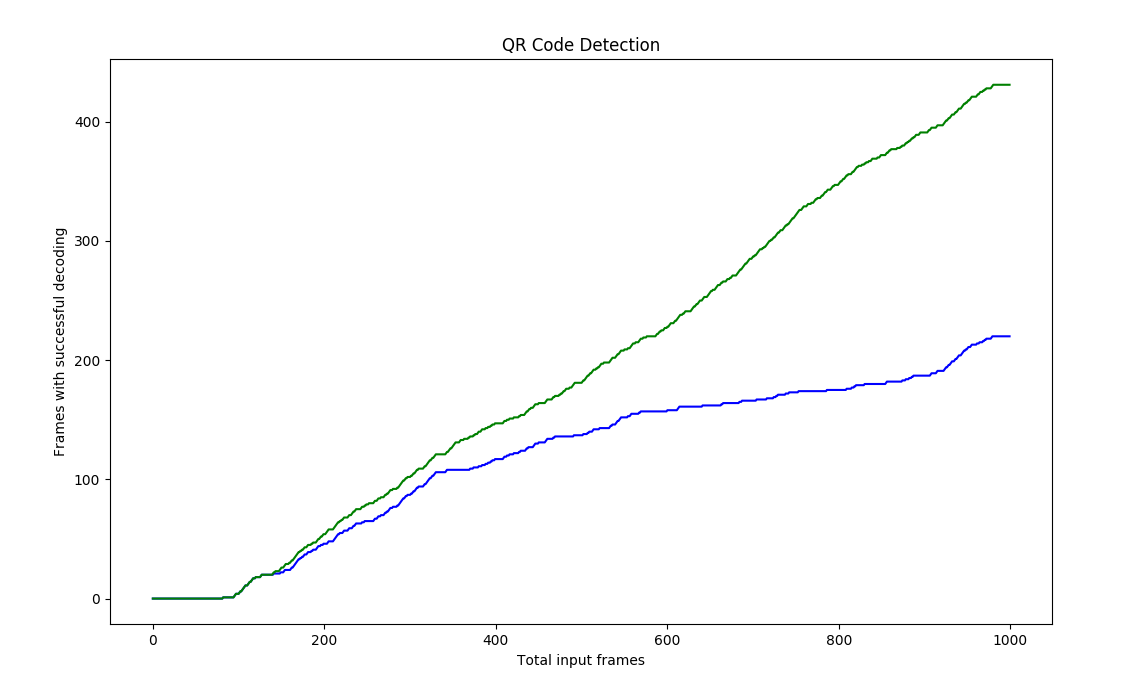 QR Code Detection
400
300
200
100
0
Frames with successful decoding
0 200 400 600 800 1000
Total input frames